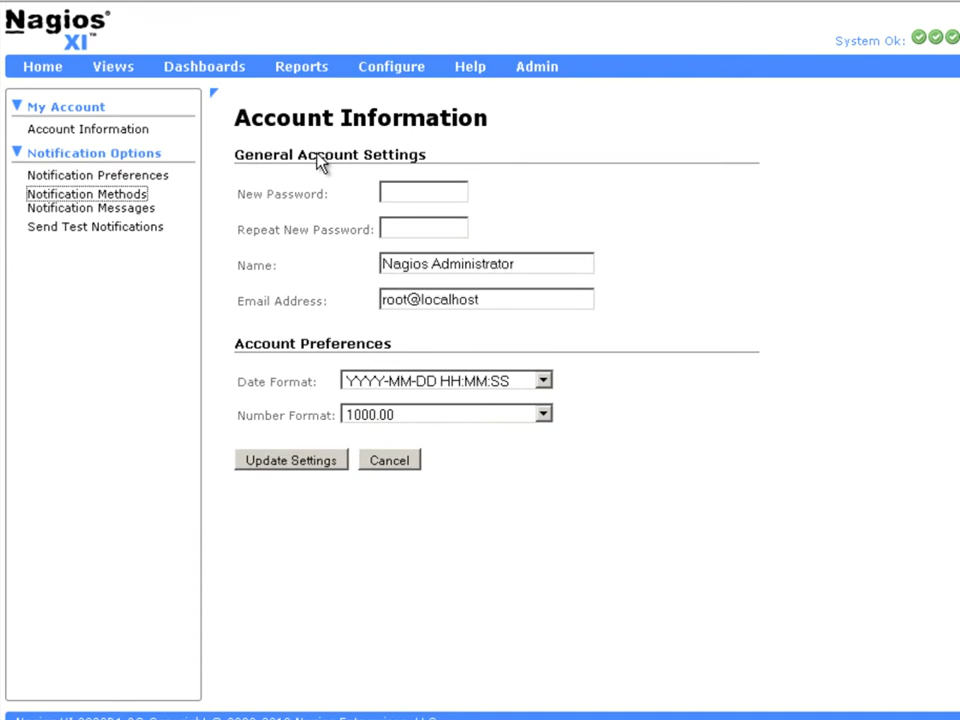 Nagios®
XI™
System Ok:
Home Views Dashboards Reports Configure Help Admin
My Account
Account Information
Notification Options
Notification Preferences
Notification Methods
Notification Messages
Send Test Notifications
Account Information
General Account Settings
New Password:
Repeat New Password:
Name: Nagios Administrator
Email Address: root@localhost
Account Preferences
Date Format: YYYY-MM-DD HH:MM:SS
Number Format: 1000.00
Update Settings Cancel